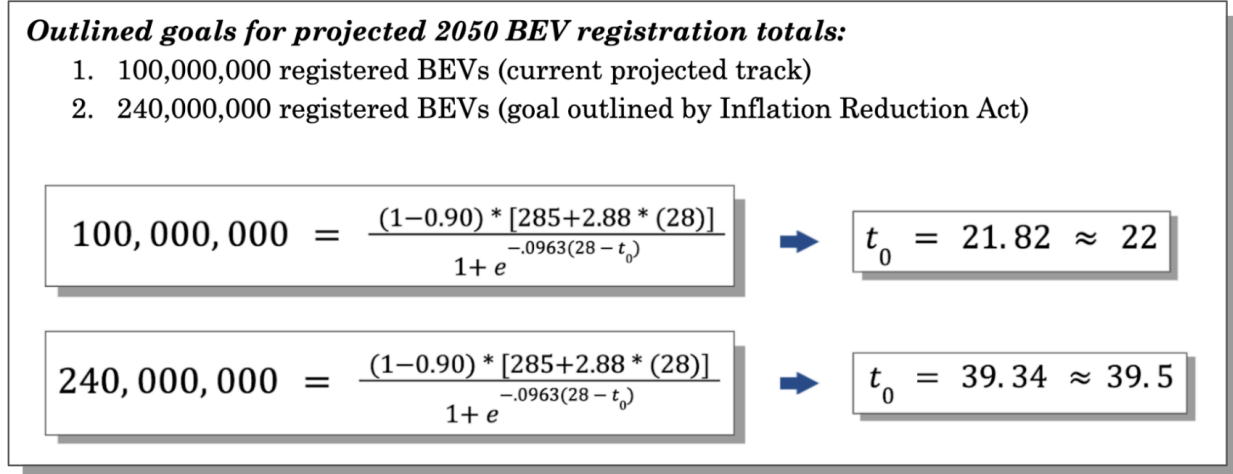 Outlined goals for projected 2050 BEV registration totals:
1. 100,000,000 registered BEVs (current projected track)
2. 240,000,000 registered BEVs (goal outlined by Inflation Reduction Act)
100, 000, 000 = (1−0.90) * [285+2.88 * (28)] / 1+ e^−.0963(28 − t₀) t₀ = 21. 82 ≈ 22
240, 000, 000 = (1−0.90) * [285+2.88 * (28)] / 1+ e^−.0963(28 − t₀) t₀ = 39. 34 ≈ 39. 5